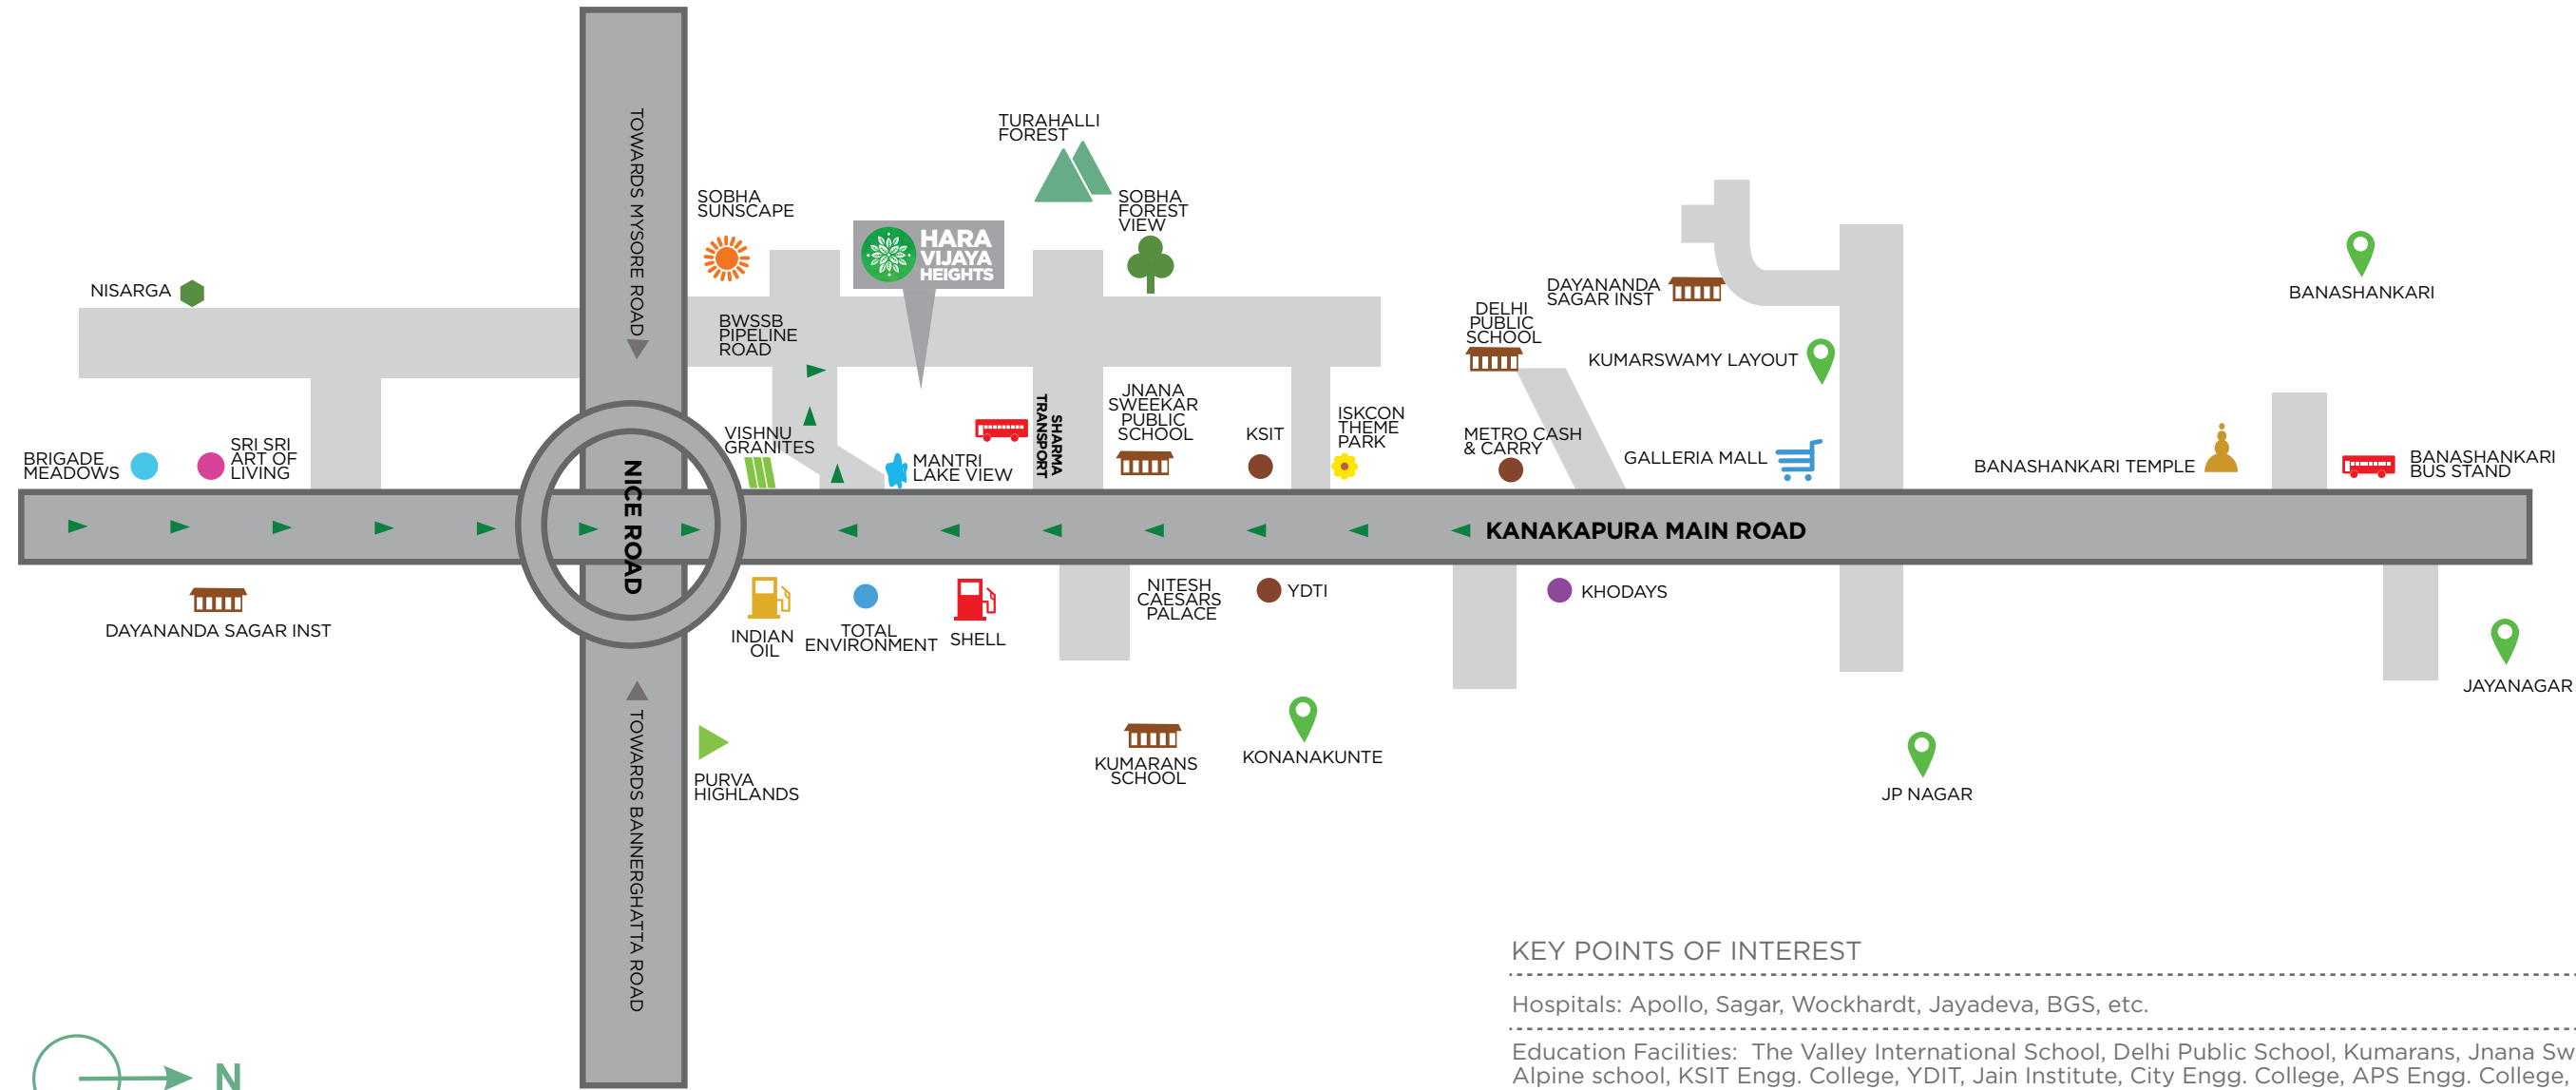 TURAHALLI
FOREST
TOWARDS MYSORE ROAD
SOBHA
SUNSCAPE
SOBHA
FOREST
VIEW
HARA
VIJAYA
HEIGHTS
NISARGA
BWSSB
PIPELINE
ROAD
DAYANANDA
SAGAR INST
BANASHANKARI
DELHI
PUBLIC
SCHOOL
KUMARSWAMY LAYOUT
BRIGADE
MEADOWS
SRI SRI
ART OF
LIVING
VISHNU
GRANITES
MANTRI
LAKE VIEW
SHARMA
TRANSPORT
JNANA
SWEEKAR
PUBLIC
SCHOOL
KSIT
ISKCON
THEME
PARK
METRO CASH
& CARRY
GALLERIA MALL
BANASHANKARI TEMPLE
BANASHANKARI
BUS STAND
NICE ROAD
KANAKAPURA MAIN ROAD
DAYANANDA SAGAR INST
INDIAN
OIL
TOTAL
ENVIRONMENT
SHELL
NITESH
CAESARS
PALACE
YDTI
KHODAYS
JAYANAGAR
TOWARDS BANNERGHATTA ROAD
PURVA
HIGHLANDS
KUMARANS
SCHOOL
KONANAKUNTE
JP NAGAR
KEY POINTS OF INTEREST
Hospitals: Apollo, Sagar, Wockhardt, Jayadeva, BGS, etc.
Education Facilities: The Valley International School, Delhi Public School, Kumarans, Jnana Sw
Alpine school, KSIT Engg. College, YDIT, Jain Institute, City Engg. College, APS Engg. College
N